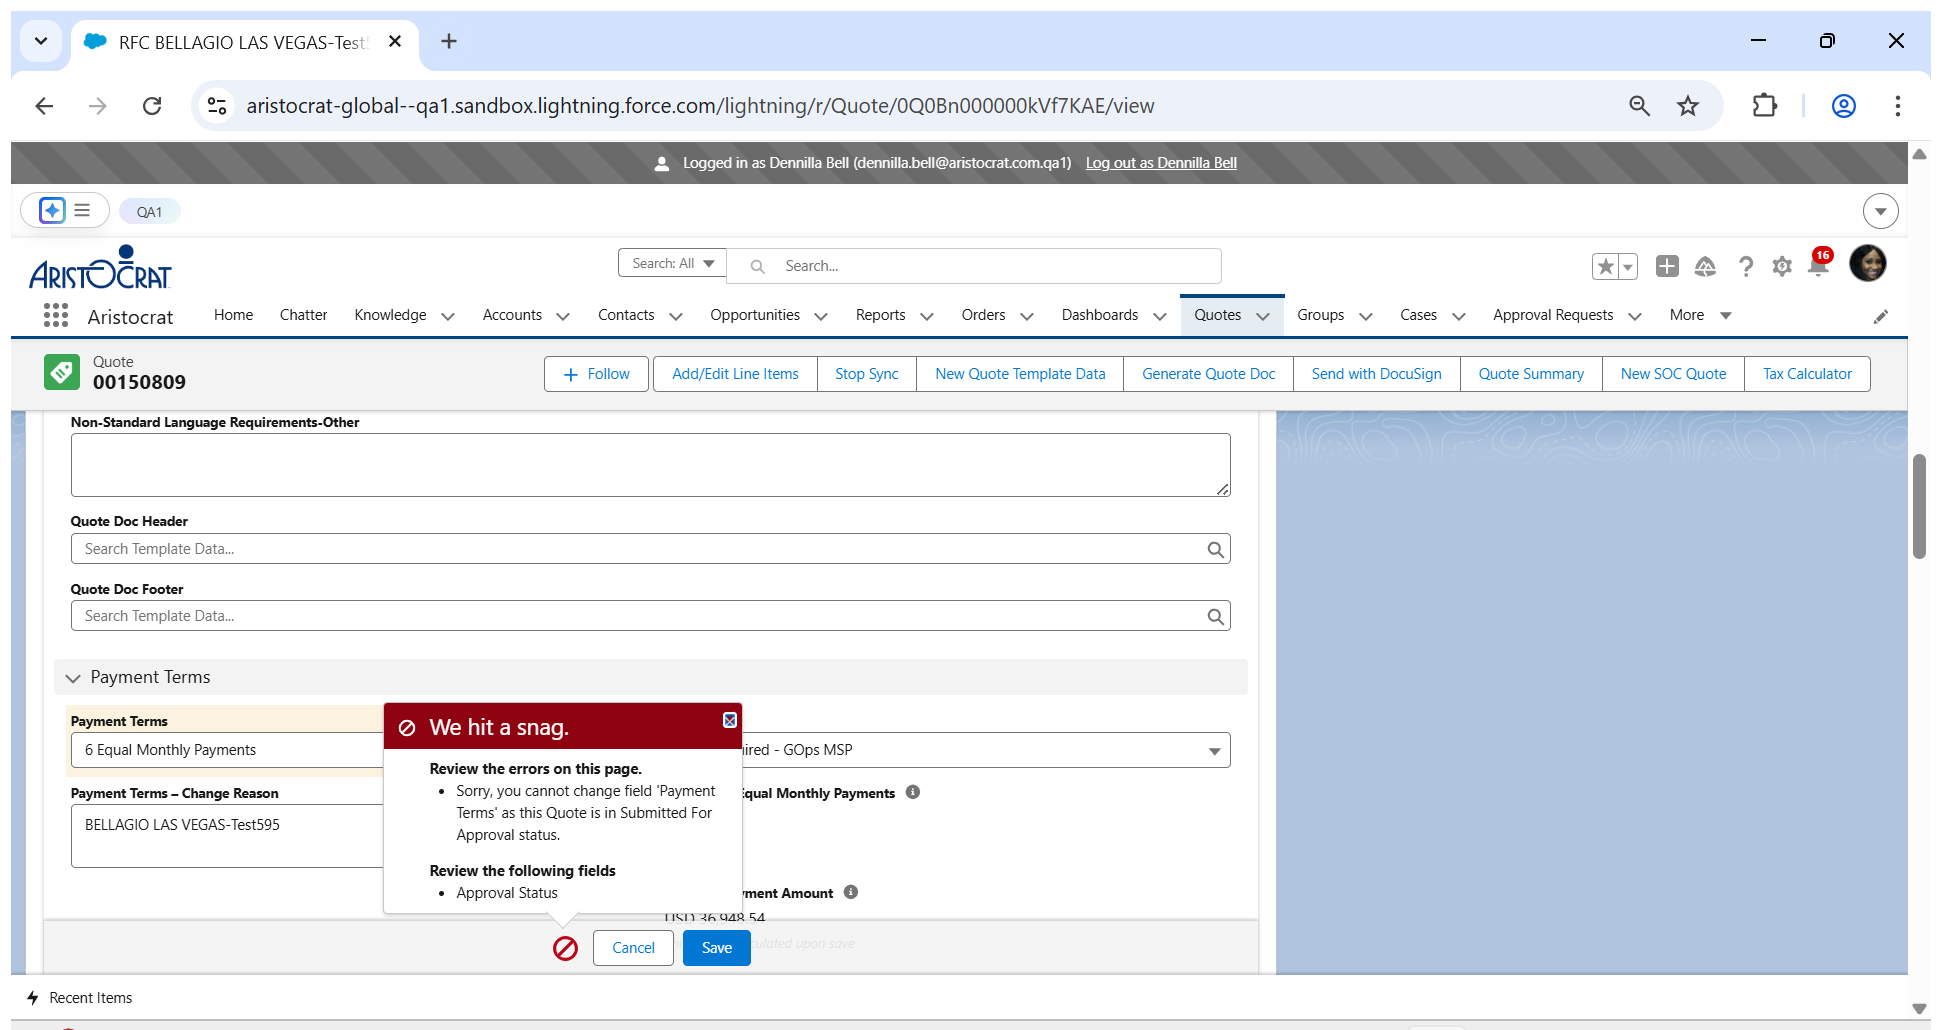 RFC BELLAGIO LAS VEGAS-Test5
aristocrat-global--qa1.sandbox.lightning.force.com/lightning/r/Quote/0Q0Bn000000kVf7KAE/view
Logged in as Dennilla Bell (dennilla.bell@aristocrat.com.qa1) Log out as Dennilla Bell
QA1
ARISTOCRAT
Search: All Search...
16
Aristocrat Home Chatter Knowledge Accounts Contacts Opportunities Reports Orders Dashboards Quotes Groups Cases Approval Requests More
Quote
00150809
Follow Add/Edit Line Items Stop Sync New Quote Template Data Generate Quote Doc Send with DocuSign Quote Summary New SOC Quote Tax Calculator
Non-Standard Language Requirements-Other
Quote Doc Header
Search Template Data...
Quote Doc Footer
Search Template Data...
Payment Terms
Payment Terms
6 Equal Monthly Payments
ired - GOps MSP
Payment Terms – Change Reason
Equal Monthly Payments
BELLAGIO LAS VEGAS-Test595
We hit a snag.
Review the errors on this page.
Sorry, you cannot change field 'Payment
Terms' as this Quote is in Submitted For
Approval status.
Review the following fields
Approval Status
yment Amount
USD 36,948.54
culated upon save
Cancel Save
Recent Items